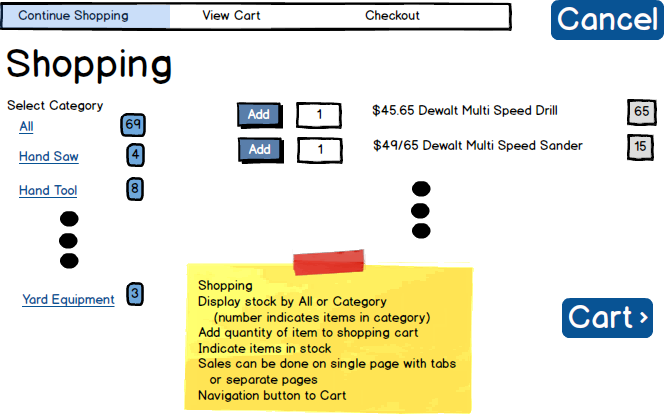 Continue Shopping
View Cart
Checkout
Cancel
Shopping
Select Category
All
69
Hand Saw
4
Hand Tool
8
Yard Equipment
3
Add
1
$45.65 Dewalt Multi Speed Drill
65
Add
1
$49/65 Dewalt Multi Speed Sander
15
Shopping
Display stock by All or Category
(number indicates items in category)
Add quantity of item to shopping cart
Indicate items in stock
Sales can be done on single page with tabs
or separate pages
Navigation button to Cart
Cart ›